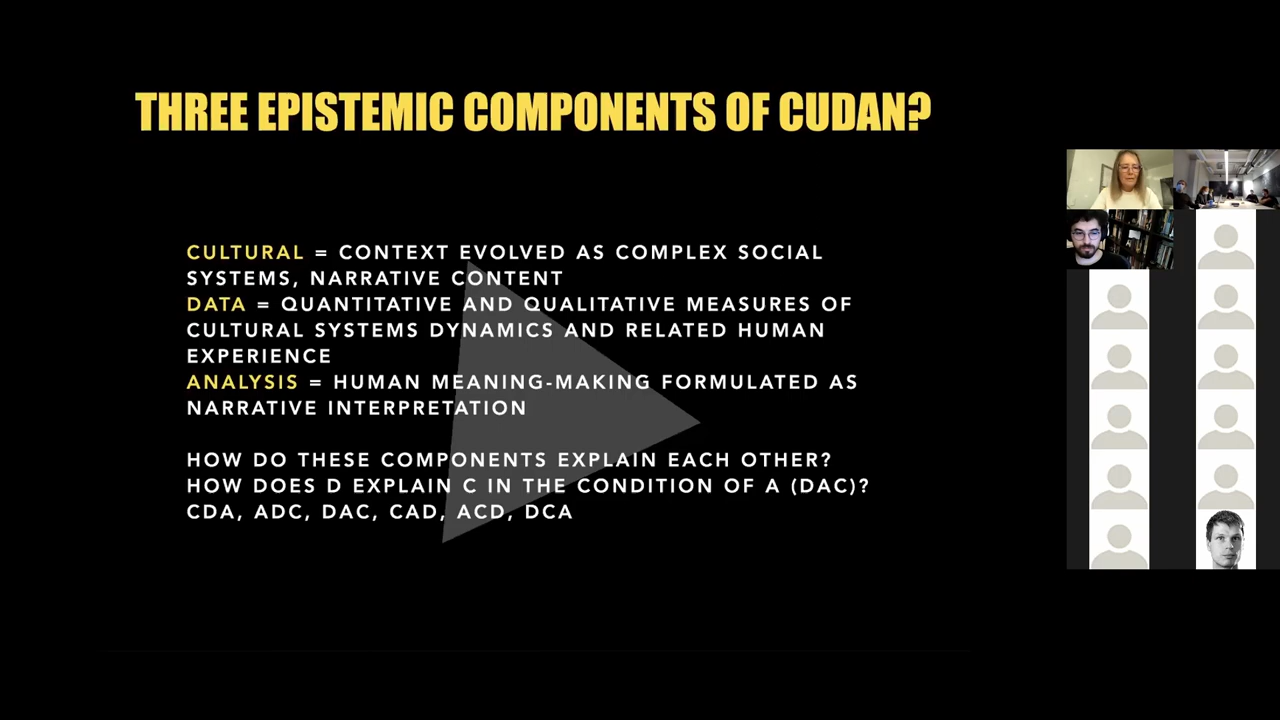 THREE EPISTEMIC COMPONENTS OF CUDAN?
CULTURAL = CONTEXT EVOLVED AS COMPLEX SOCIAL
SYSTEMS, NARRATIVE CONTENT
DATA = QUANTITATIVE AND QUALITATIVE MEASURES OF
CULTURAL SYSTEMS DYNAMICS AND RELATED HUMAN
EXPERIENCE
ANALYSIS = HUMAN MEANING-MAKING FORMULATED AS
NARRATIVE INTERPRETATION
HOW DO THESE COMPONENTS EXPLAIN EACH OTHER?
HOW DOES D EXPLAIN C IN THE CONDITION OF A (DAC)?
CDA, ADC, DAC, CAD, ACD, DCA